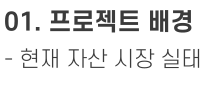 01. 프로젝트 배경
- 현재 자산 시장 실태